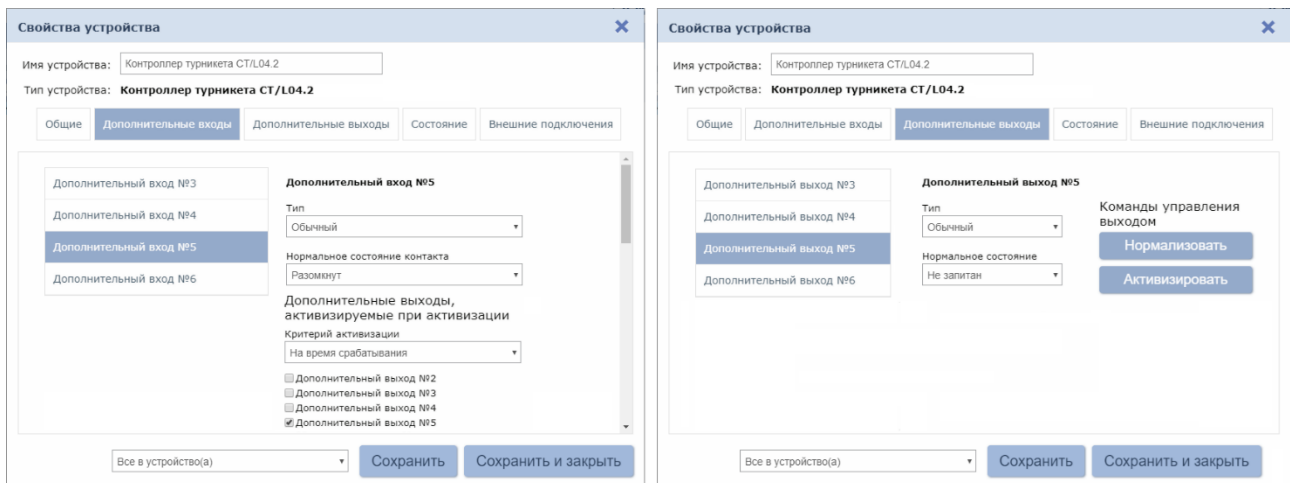 Свойства устройства
Имя устройства: Контроллер турникета CT/L04.2
Тип устройства: Контроллер турникета CT/L04.2
Общие Дополнительные входы Дополнительные выходы Состояние Внешние подключения
Дополнительный вход №3
Дополнительный вход №4
Дополнительный вход №5
Дополнительный вход №6
Дополнительный вход №5
Тип
Обычный
Нормальное состояние контакта
Разомкнут
Дополнительные выходы,
активизируемые при активизации
Критерий активизации
На время срабатывания
Дополнительный выход №2
Дополнительный выход №3
Дополнительный выход №4
Дополнительный выход №5
Все в устройство(а) Сохранить Сохранить и закрыть
Свойства устройства
Имя устройства: Контроллер турникета CT/L04.2
Тип устройства: Контроллер турникета CT/L04.2
Общие Дополнительные входы Дополнительные выходы Состояние Внешние подключения
Дополнительный выход №3
Дополнительный выход №4
Дополнительный выход №5
Дополнительный выход №6
Дополнительный выход №5
Тип
Обычный
Нормальное состояние
Не запитан
Команды управления
выходом
Нормализовать
Активизировать
Все в устройство(а) Сохранить Сохранить и закрыть